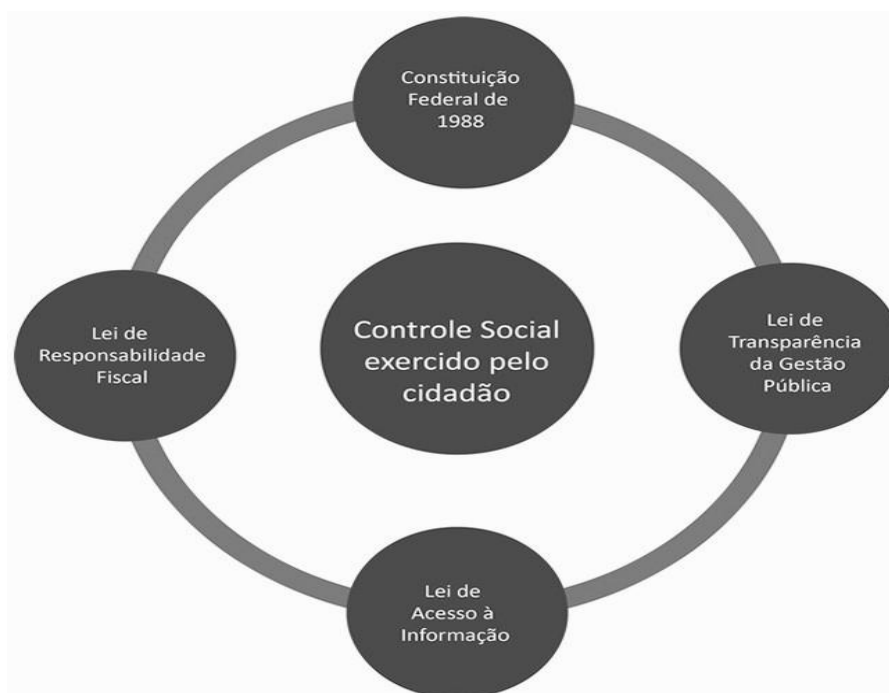 Constituição
Federal de
1988
Lei de
Responsabilidade
Fiscal
Controle Social
exercido pelo
cidadão
Lei de
Transparência
da Gestão
Pública
Lei de
Acesso à
Informação